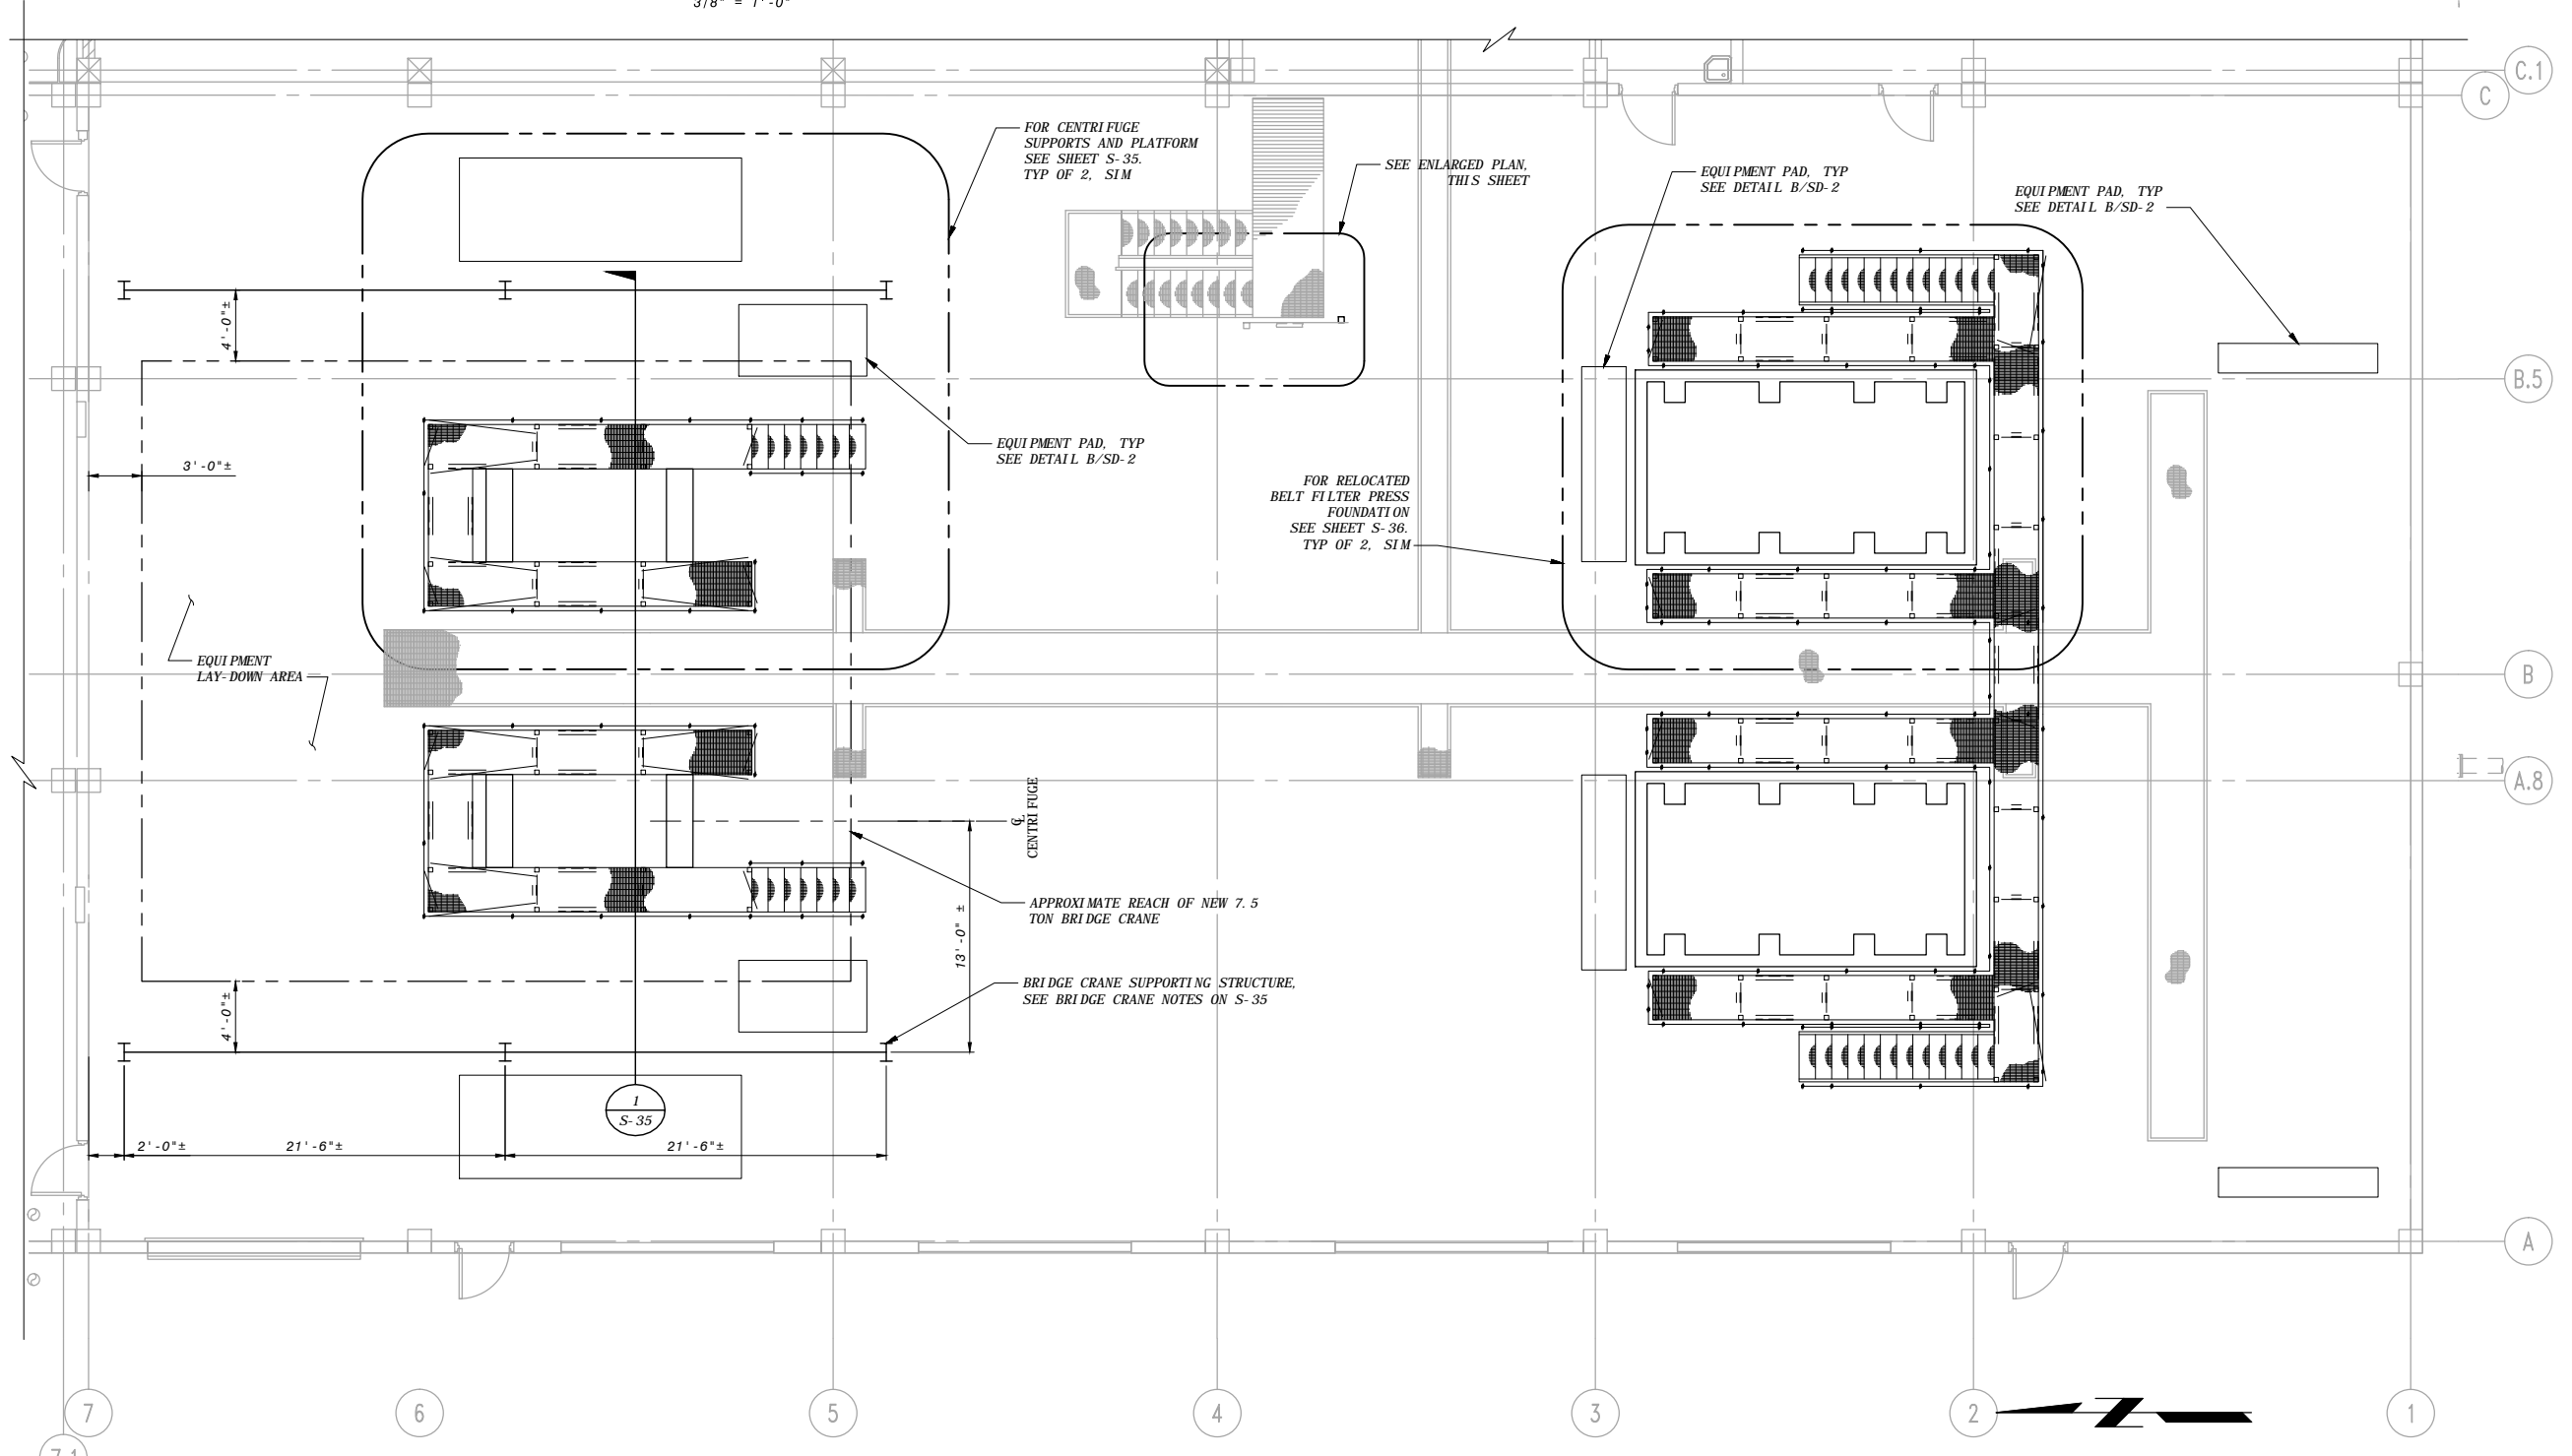 3/8" = 1'-0"
C.1
C
FOR CENTRIFUGE
SUPPORTS AND PLATFORM
SEE SHEET S-35.
TYP OF 2, SIM
SEE ENLARGED PLAN,
THIS SHEET
EQUIPMENT PAD, TYP
SEE DETAIL B/SD-2
EQUIPMENT PAD, TYP
SEE DETAIL B/SD-2
4'-0"±
B.5
3'-0"±
EQUIPMENT PAD, TYP
SEE DETAIL B/SD-2
FOR RELOCATED
BELT FILTER PRESS
FOUNDATION
SEE SHEET S-36.
TYP OF 2, SIM
EQUIPMENT
LAY-DOWN AREA
B
A.8
℄
CENTRIFUGE
APPROXIMATE REACH OF NEW 7.5
TON BRIDGE CRANE
13'-0" ±
BRIDGE CRANE SUPPORTING STRUCTURE,
SEE BRIDGE CRANE NOTES ON S-35
4'-0"±
1
S-35
2'-0"±
21'-6"±
21'-6"±
A
7
6
5
4
3
2
Z
1
7.1